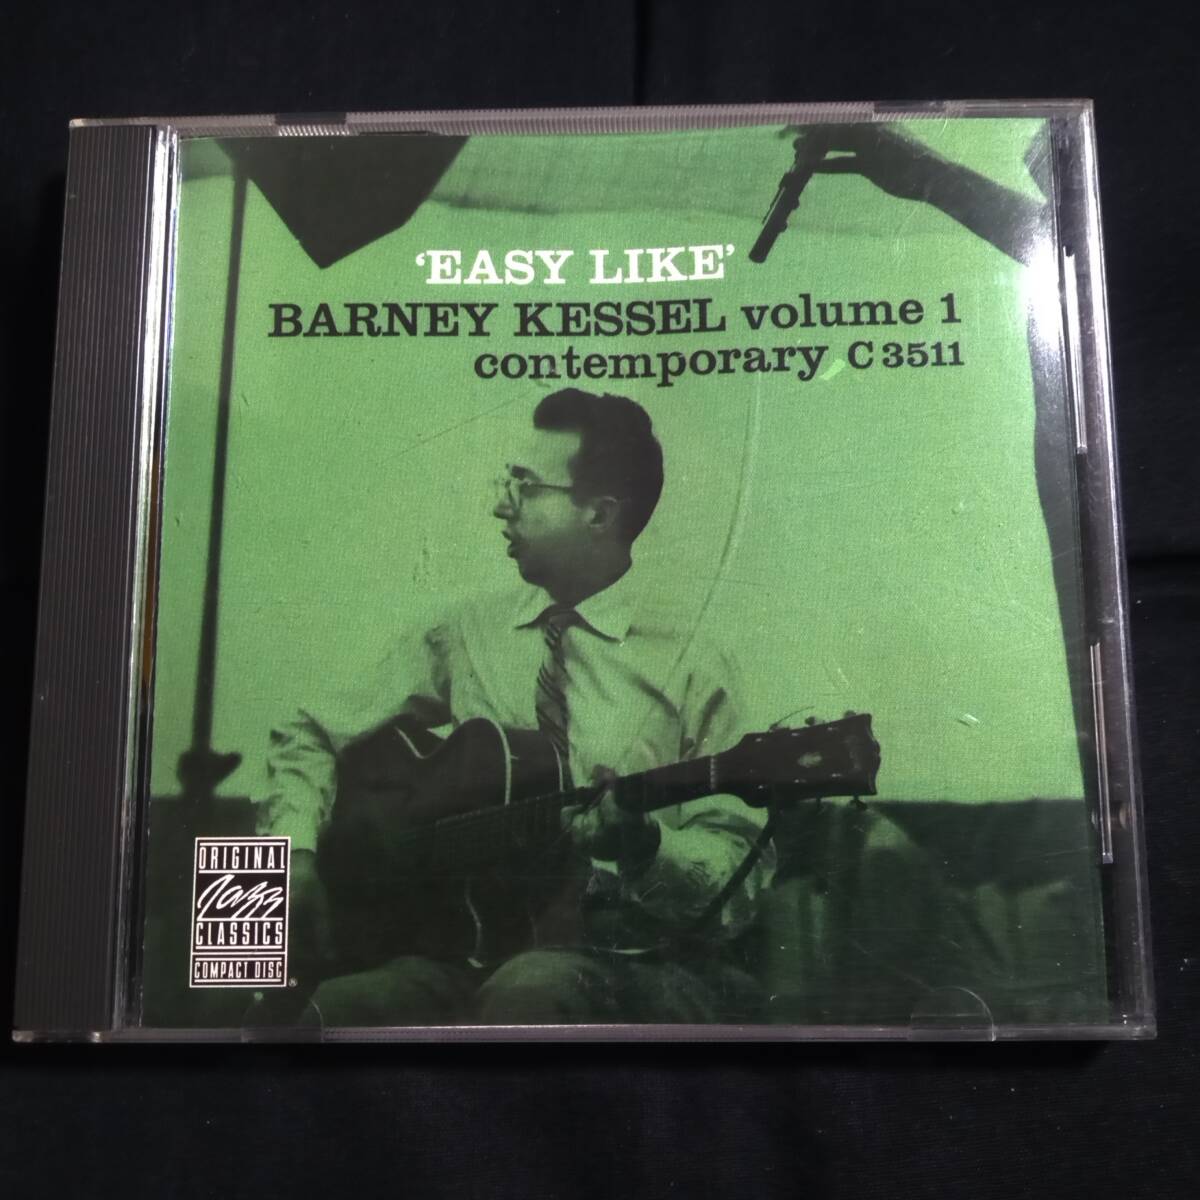 ‘EASY LIKE’
BARNEY KESSEL volume 1
contemporary C 3511
ORIGINAL
Jazz
CLASSICS
COMPACT DISC
®